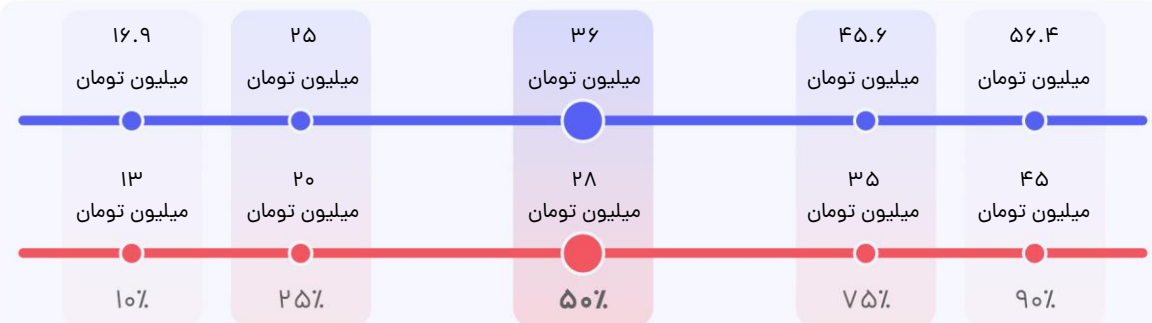 ۱۶.۹ ۲۵ ۳۶ ۴۵.۶ ۵۶.۴
میلیون تومان میلیون تومان میلیون تومان میلیون تومان میلیون تومان
۱۳ ۲۰ ۲۸ ۳۵ ۴۵
میلیون تومان میلیون تومان میلیون تومان میلیون تومان میلیون تومان
۱۰٪ ۲۵٪ ۵۰٪ ۷۵٪ ۹۰٪